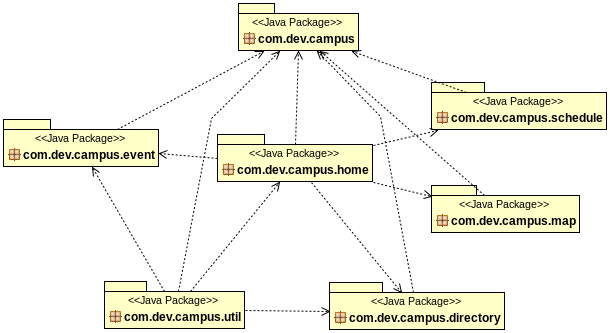 <<Java Package>>
com.dev.campus
<<Java Package>>
com.dev.campus.schedule
<<Java Package>>
com.dev.campus.event
<<Java Package>>
com.dev.campus.home
<<Java Package>>
com.dev.campus.map
<<Java Package>>
com.dev.campus.util
<<Java Package>>
com.dev.campus.directory